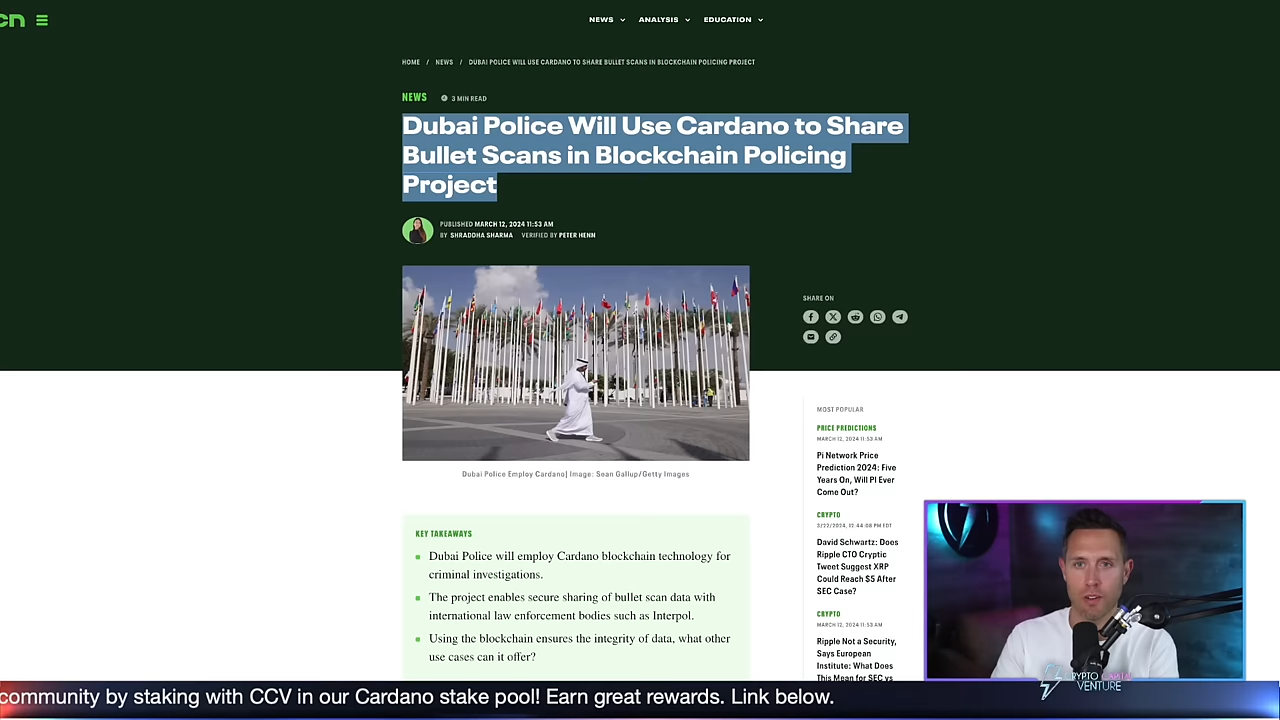 cn
NEWS
ANALYSIS
EDUCATION
HOME / NEWS / DUBAI POLICE WILL USE CARDANO TO SHARE BULLET SCANS IN BLOCKCHAIN POLICING PROJECT
NEWS
3 MIN READ
Dubai Police Will Use Cardano to Share
Bullet Scans in Blockchain Policing
Project
PUBLISHED MARCH 12, 2024 11:53 AM
BY SHRADDHA SHARMA VERIFIED BY PETER HENN
SHARE ON
Dubai Police Employ Cardano| Image: Sean Gallup/Getty Images
KEY TAKEAWAYS
Dubai Police will employ Cardano blockchain technology for
criminal investigations.
The project enables secure sharing of bullet scan data with
international law enforcement bodies such as Interpol.
Using the blockchain ensures the integrity of data, what other
use cases can it offer?
MOST POPULAR
PRICE PREDICTIONS
MARCH 12, 2024 11:53 AM
Pi Network Price
Prediction 2024: Five
Years On, Will PI Ever
Come Out?
CRYPTO
3/22/2024, 12:44:08 PM EDT
David Schwartz: Does
Ripple CTO Cryptic
Tweet Suggest XRP
Could Reach $5 After
SEC Case?
CRYPTO
MARCH 12, 2024 11:53 AM
Ripple Not a Security,
Says European
Institute: What Does
This Mean for SEC vs
CRYPTO CAPITAL
VENTURE
community by staking with CCV in our Cardano stake pool! Earn great rewards. Link below.